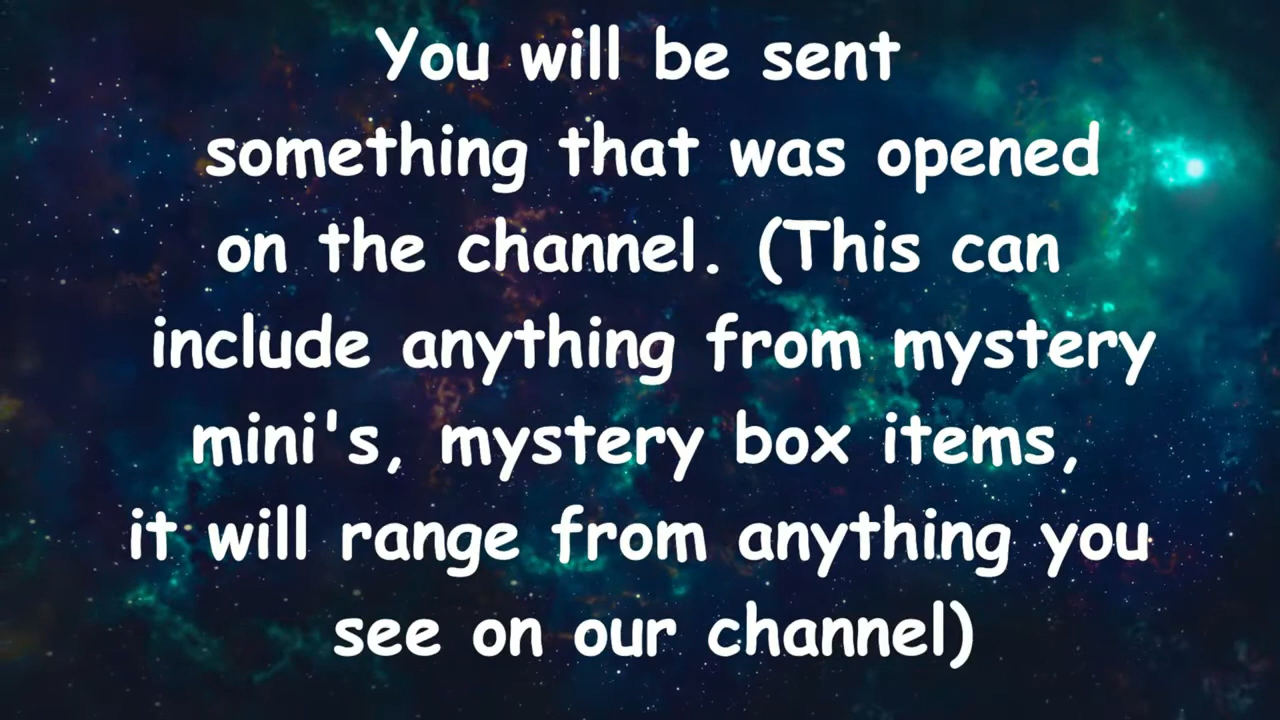 You will be sent
something that was opened
on the channel. (This can
include anything from mystery
mini's, mystery box items,
it will range from anything you
see on our channel)